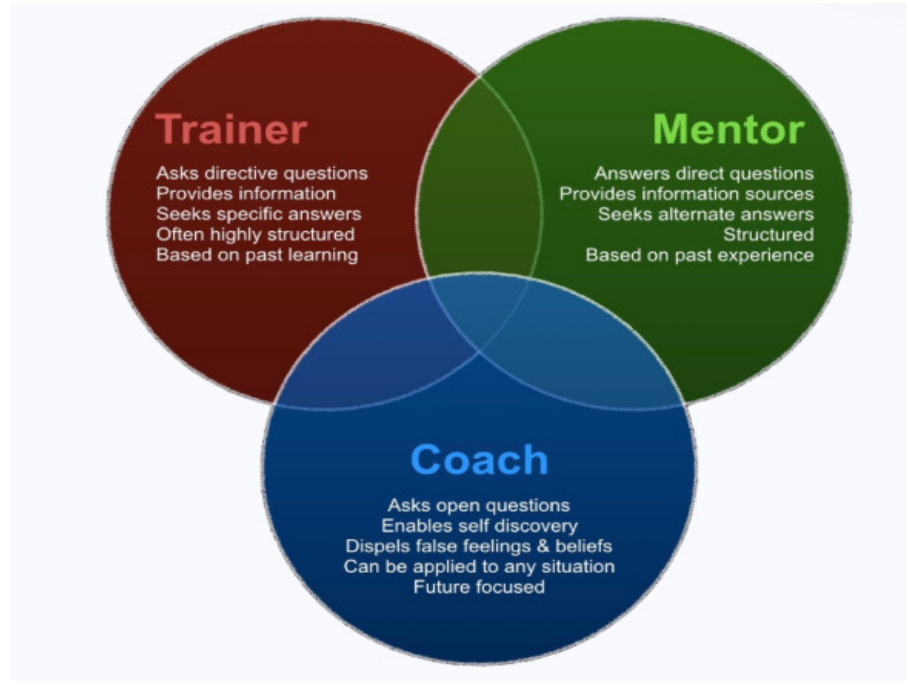 Trainer
Asks directive questions
Provides information
Seeks specific answers
Often highly structured
Based on past learning
Mentor
Answers direct questions
Provides information sources
Seeks alternate answers
Structured
Based on past experience
Coach
Asks open questions
Enables self discovery
Dispels false feelings & beliefs
Can be applied to any situation
Future focused